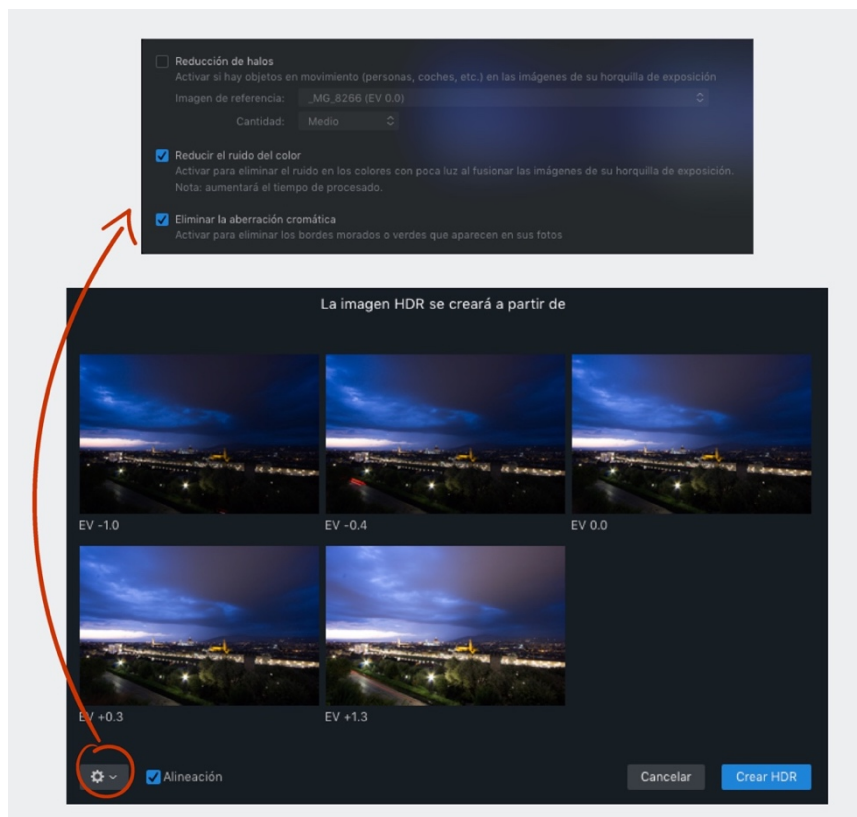 Reducción de halos
Activar si hay objetos en movimiento (personas, coches, etc.) en las imágenes de su horquilla de exposición
Imagen de referencia: _MG_8266 (EV 0.0)
Cantidad: Medio
Reducir el ruido del color
Activar para eliminar el ruido en los colores con poca luz al fusionar las imágenes de su horquilla de exposición.
Nota: aumentará el tiempo de procesado.
Eliminar la aberración cromática
Activar para eliminar los bordes morados o verdes que aparecen en sus fotos
La imagen HDR se creará a partir de
EV -1.0
EV -0.4
EV 0.0
EV +0.3
EV +1.3
Alineación
Cancelar
Crear HDR